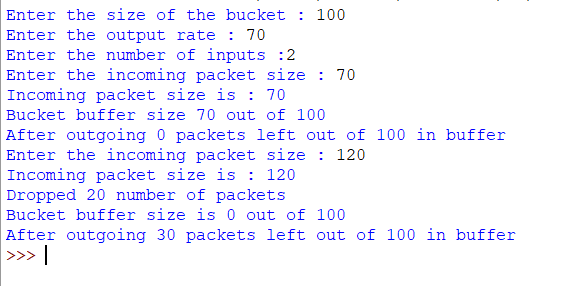 Enter the size of the bucket : 100
Enter the output rate : 70
Enter the number of inputs :2
Enter the incoming packet size : 70
Incoming packet size is : 70
Bucket buffer size 70 out of 100
After outgoing 0 packets left out of 100 in buffer
Enter the incoming packet size : 120
Incoming packet size is : 120
Dropped 20 number of packets
Bucket buffer size is 0 out of 100
After outgoing 30 packets left out of 100 in buffer
>>>